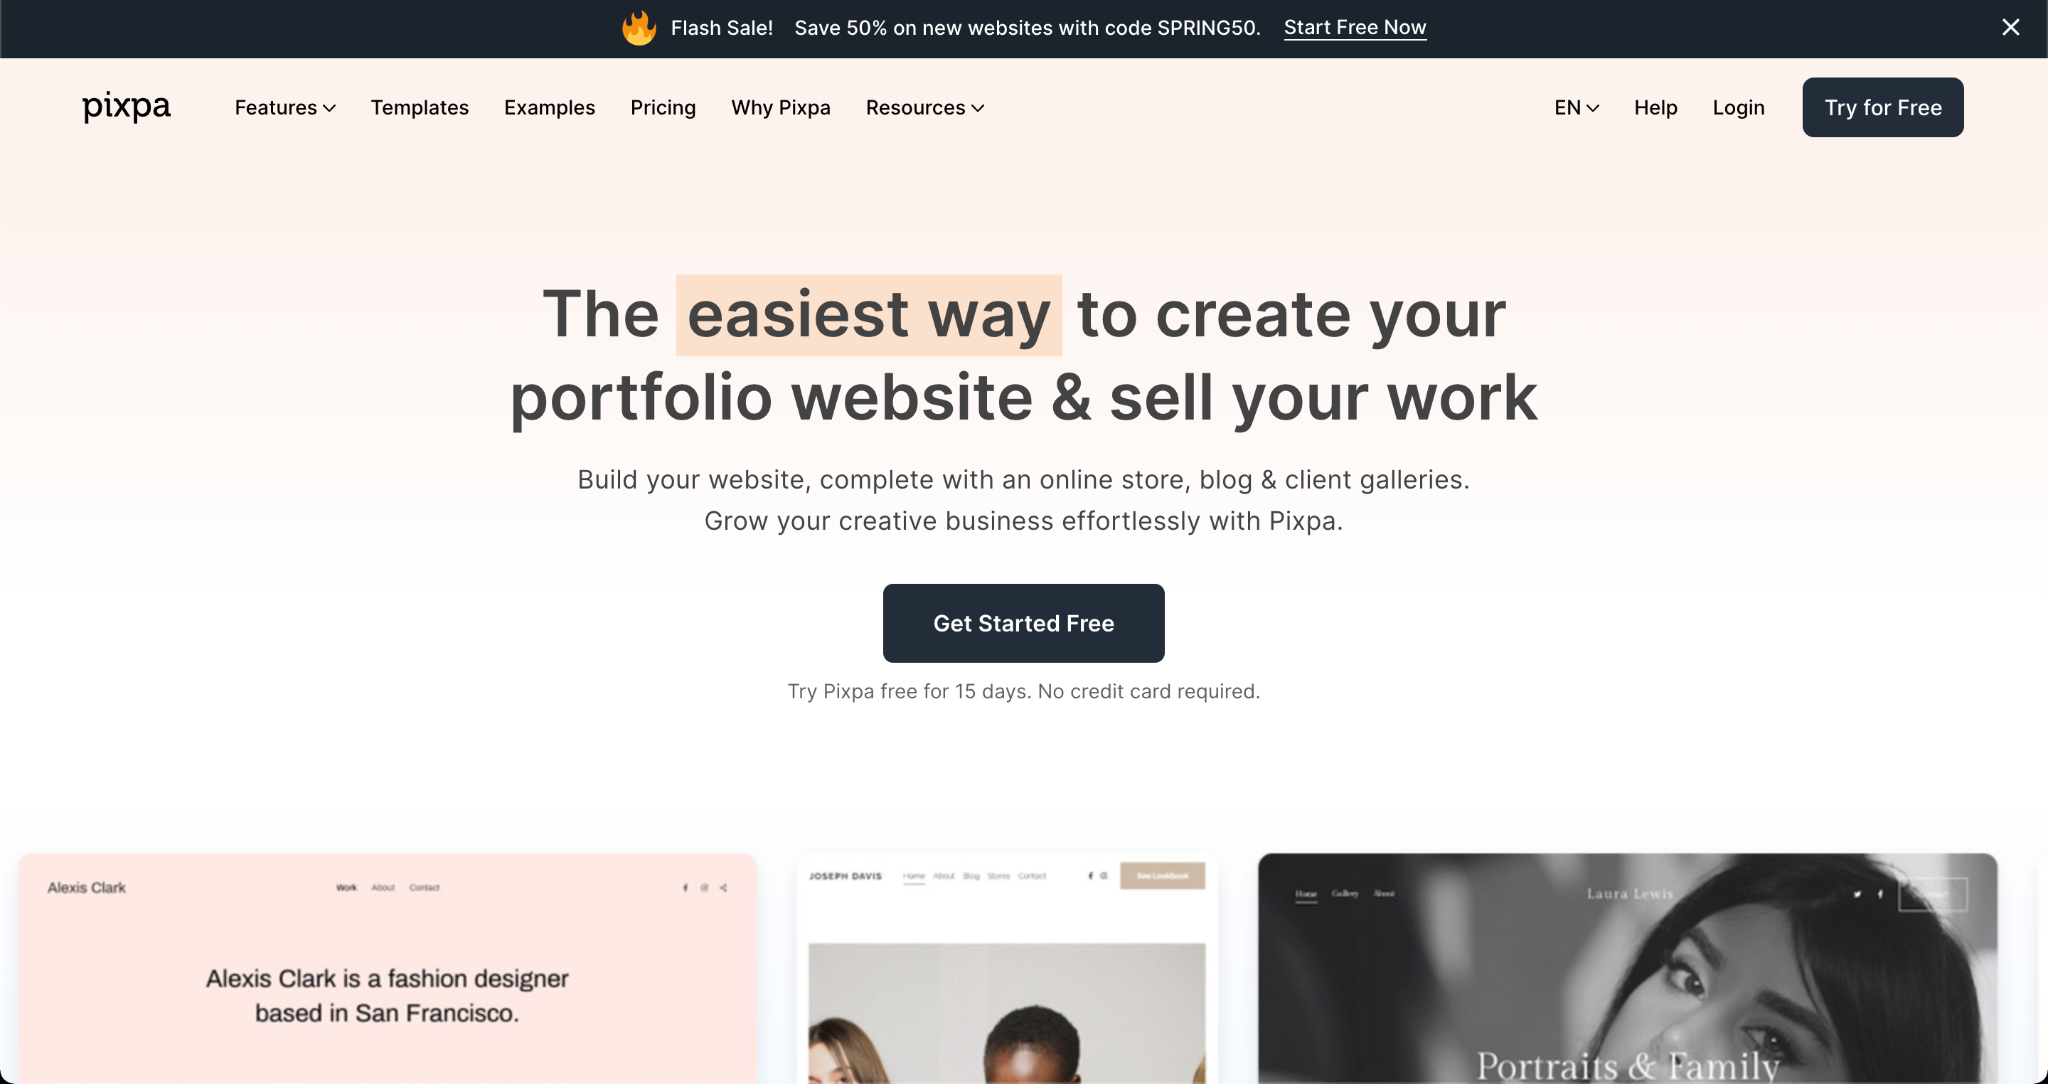 Flash Sale! Save 50% on new websites with code SPRING50. Start Free Now
pixpa Features Templates Examples Pricing Why Pixpa Resources EN Help Login Try for Free
The easiest way to create your
portfolio website & sell your work
Build your website, complete with an online store, blog & client galleries.
Grow your creative business effortlessly with Pixpa.
Get Started Free
Try Pixpa free for 15 days. No credit card required.
Alexis Clark Work About Contact
Alexis Clark is a fashion designer
based in San Francisco.
JOSEPH DAVIS Home About Blog Stores Contact See Lookbook
Home Gallery About Laura Lewis
Portraits & Family